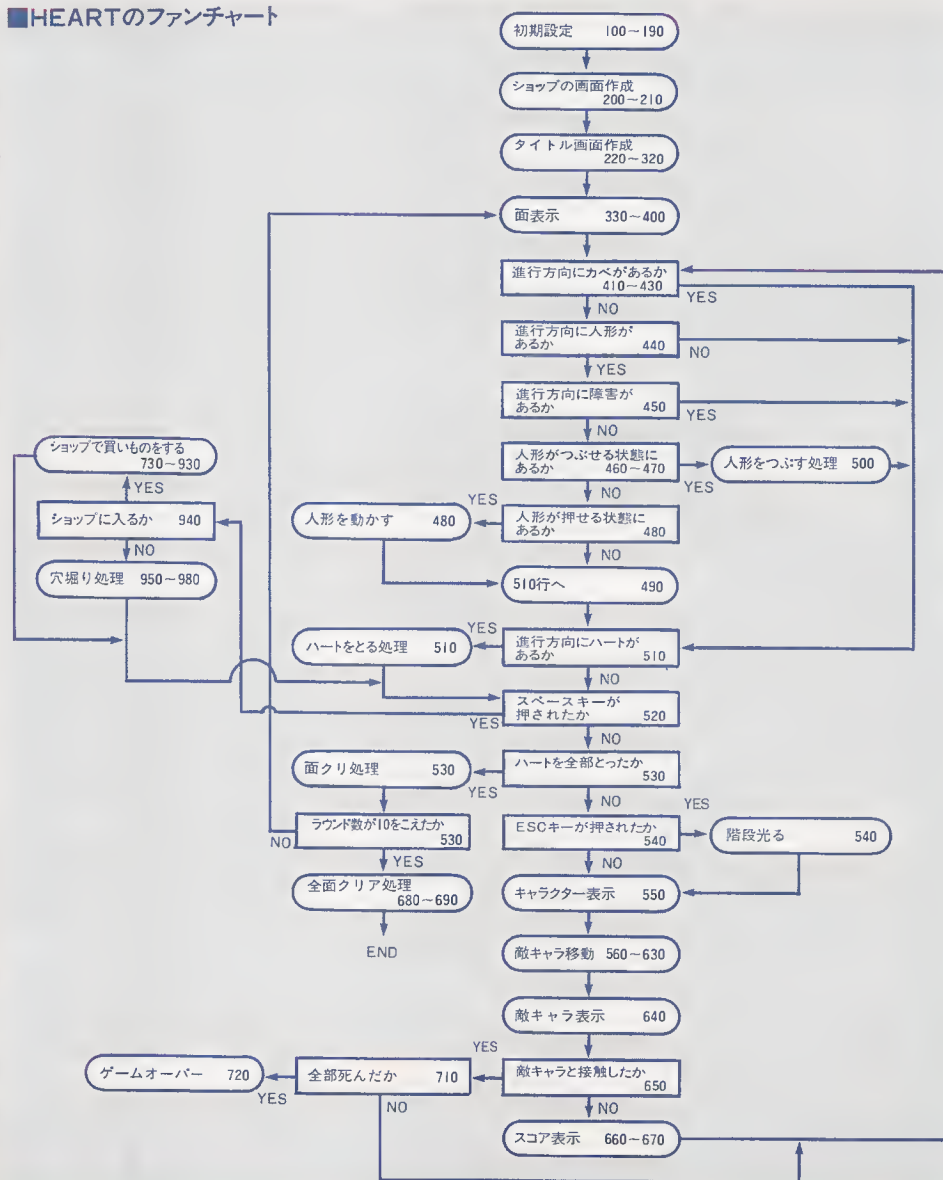 ■HEARTのファンチャート
初期設定 100~190
ショップの画面作成
200~210
タイトル画面作成
220~320
面表示 330~400
進行方向にカベがあるか
410~430
YES
NO
進行方向に人形が
あるか 440
NO
YES
進行方向に障害が
あるか 450
YES
NO
人形がつぶせる状態に
あるか 460~470
YES
人形をつぶす処理 500
NO
人形が押せる状態に
あるか 480
YES
人形を動かす 480
NO
510行へ 490
進行方向にハートが
あるか 510
YES
ハートをとる処理 510
NO
スペースキーが
押されたか 520
YES
ショップに入るか 940
YES
ショップで買いものをする
730~930
NO
穴堀り処理 950~980
NO
ハートを全部とったか
530
YES
面クリ処理 530
ラウンド数が10をこえたか
530
NO
YES
全面クリア処理
680~690
END
NO
ESCキーが押されたか
540
YES
階段光る 540
NO
キャラクター表示 550
敵キャラ移動 560~630
敵キャラ表示 640
敵キャラと接触したか
650
YES
全部死んだか 710
YES
ゲームオーバー 720
NO
NO
スコア表示 660~670